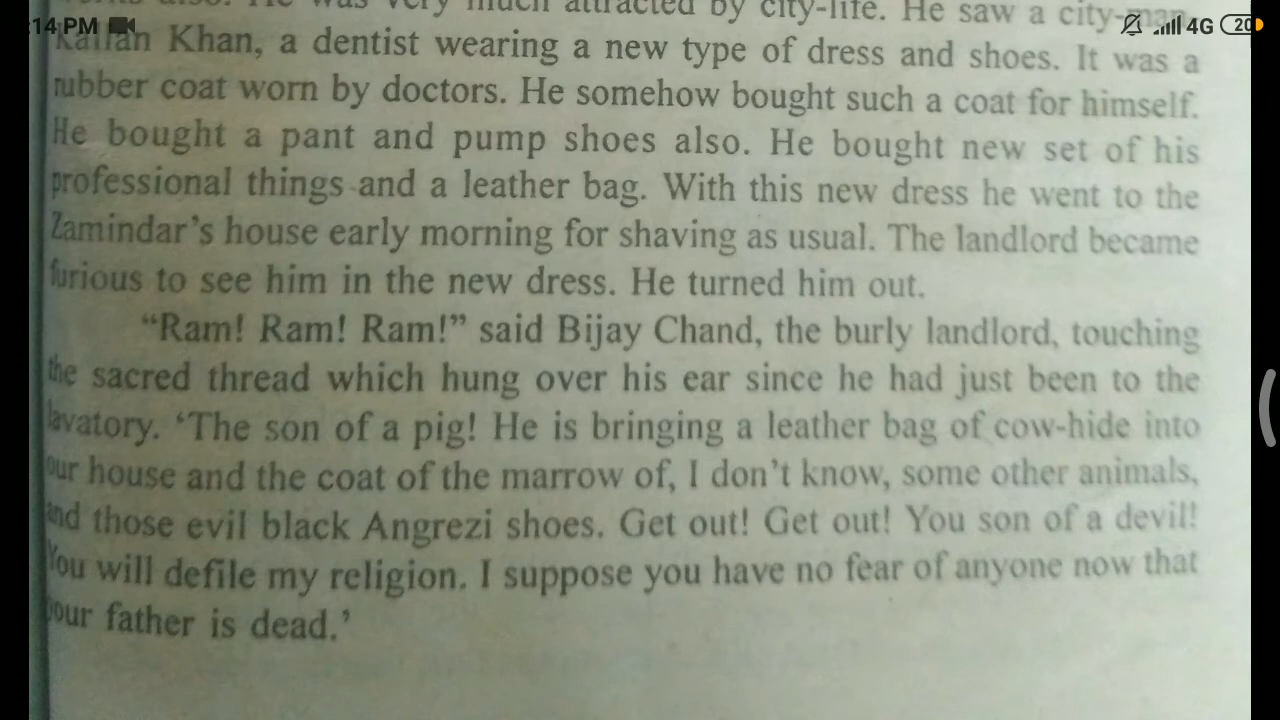 :14 PM 4G 20
also. He was very much attracted by city-life. He saw a city-man
Kallan Khan, a dentist wearing a new type of dress and shoes. It was a
rubber coat worn by doctors. He somehow bought such a coat for himself.
He bought a pant and pump shoes also. He bought new set of his
professional things and a leather bag. With this new dress he went to the
Zamindar's house early morning for shaving as usual. The landlord became
furious to see him in the new dress. He turned him out.
“Ram! Ram! Ram!” said Bijay Chand, the burly landlord, touching
the sacred thread which hung over his ear since he had just been to the
lavatory. ‘The son of a pig! He is bringing a leather bag of cow-hide into
our house and the coat of the marrow of, I don't know, some other animals,
and those evil black Angrezi shoes. Get out! Get out! You son of a devil!
You will defile my religion. I suppose you have no fear of anyone now that
your father is dead.’